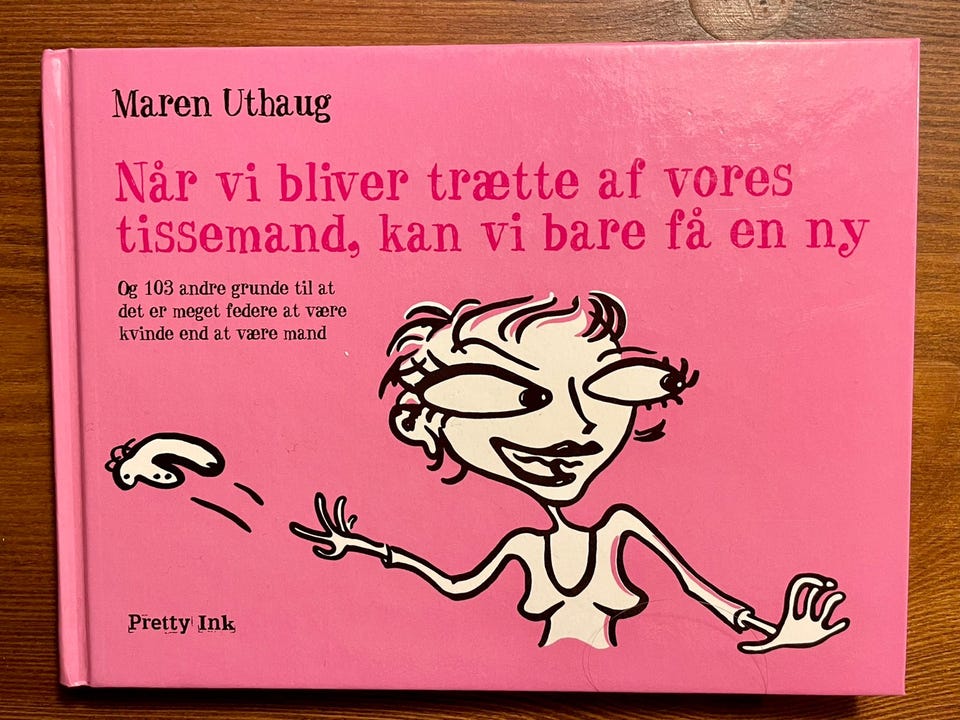 Maren Uthaug
Når vi bliver trætte af vores
tissemand, kan vi bare få en ny
Og 103 andre grunde til at
det er meget federe at være
kvinde end at være mand
Pretty Ink